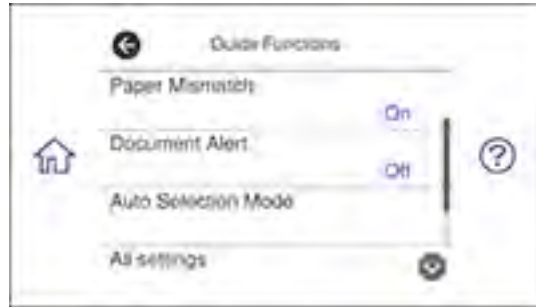 Guide Functions
Paper Mismatch
On
Document Alert
Off
Auto Selection Mode
All settings
?